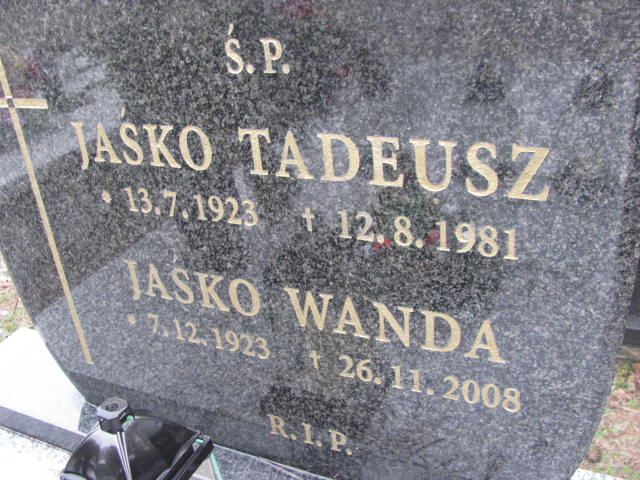 Ś.P.
JAŚKO TADEUSZ
* 13.7.1923 † 12.8.1981
JAŚKO WANDA
* 7.12.1923 † 26.11.2008
R.I.P.